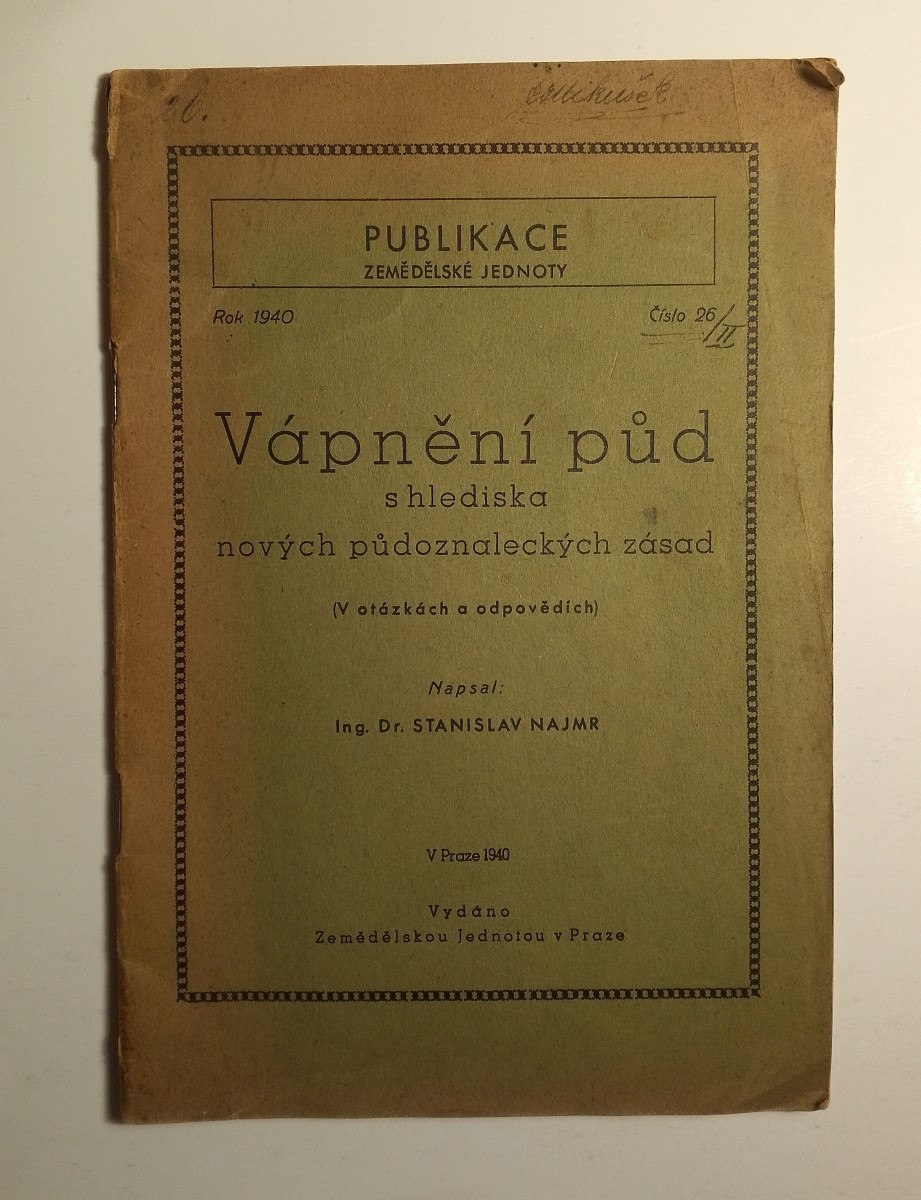 26.
PUBLIKACE
ZEMĚDĚLSKÉ JEDNOTY
Rok 1940
Číslo 26/II
Vápnění půd
s hlediska
nových půdoznaleckých zásad
(V otázkách a odpovědích)
Napsal:
Ing. Dr. STANISLAV NAJMR
V Praze 1940
Vydáno
Zemědělskou Jednotou v Praze